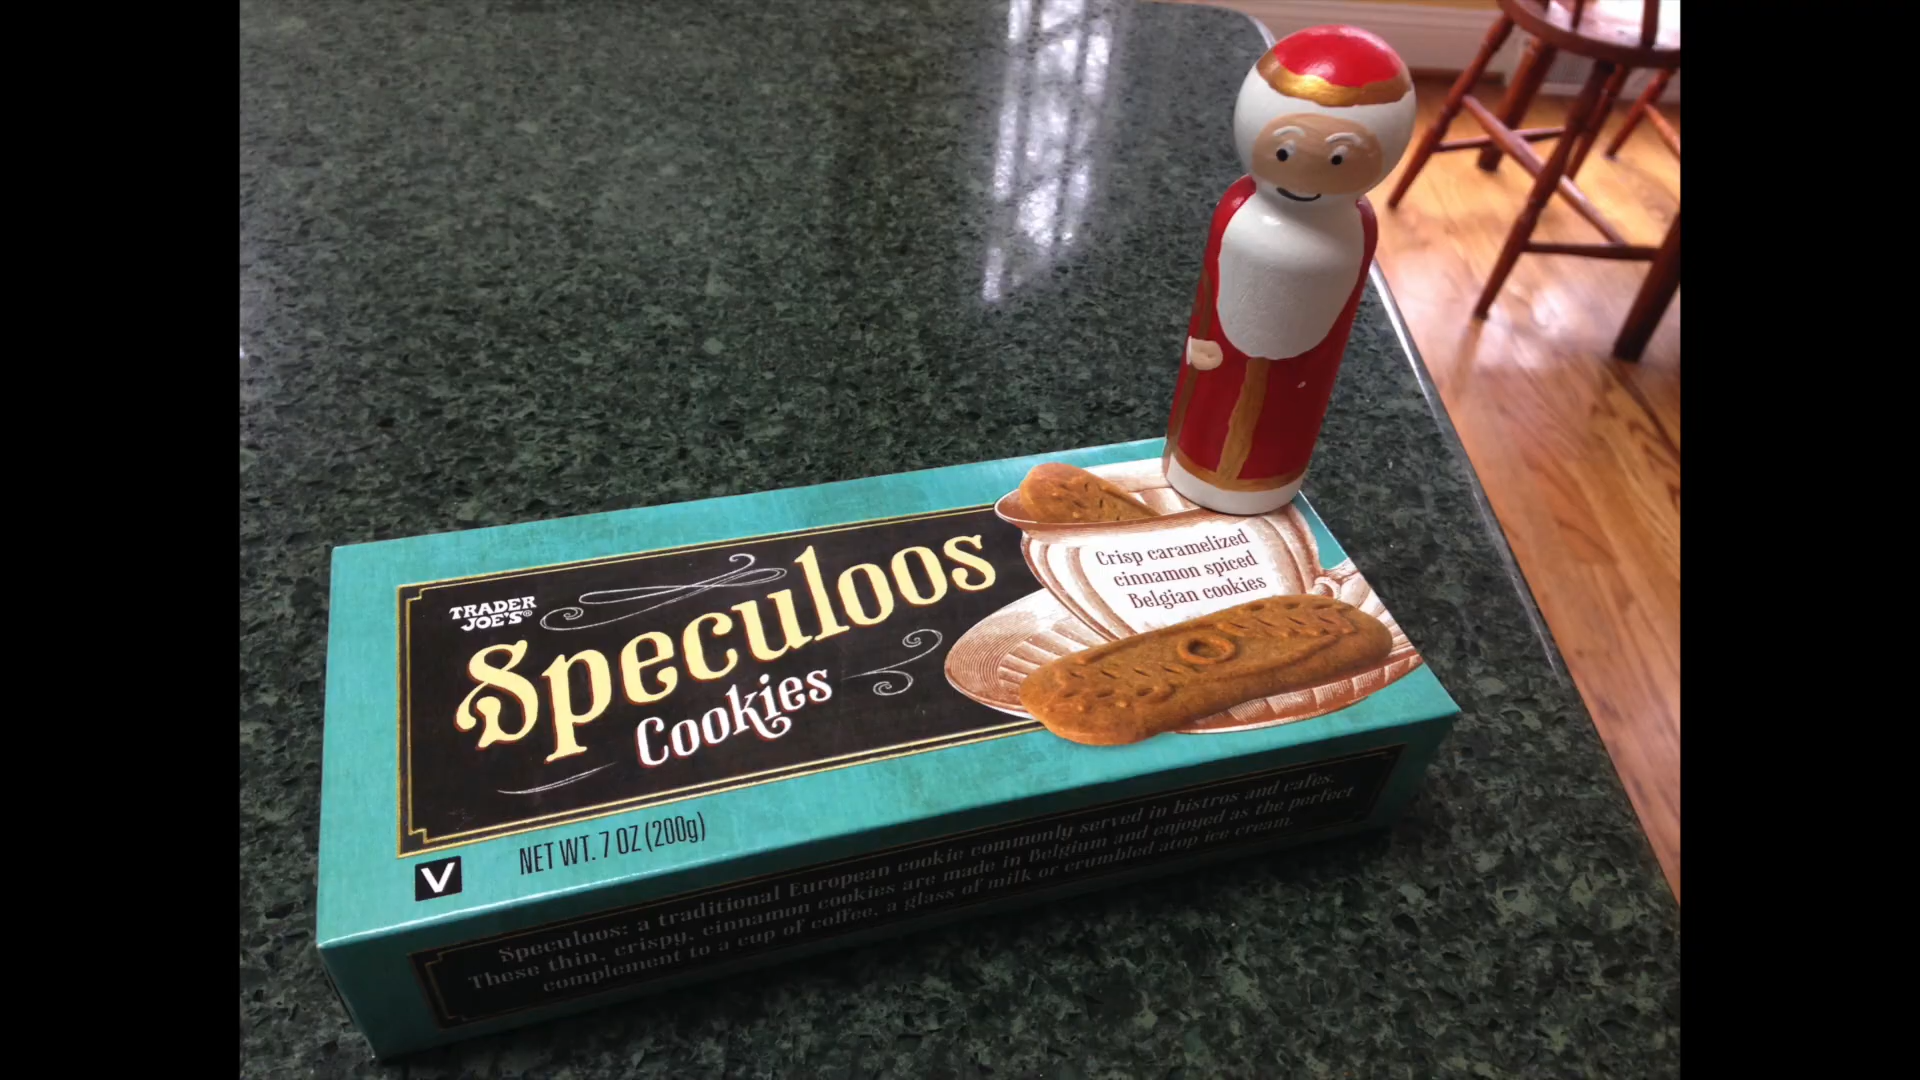 TRADER
JOE'S®
Speculoos
Cookies
Crisp caramelized
cinnamon spiced
Belgian cookies
V
NET WT. 7 OZ (200g)
Speculoos: a traditional European cookie commonly served in bistros and cafes.
These thin, crispy, cinnamon cookies are made in Belgium and enjoyed as the perfect
complement to a cup of coffee, a glass of milk or crumbled atop ice cream.